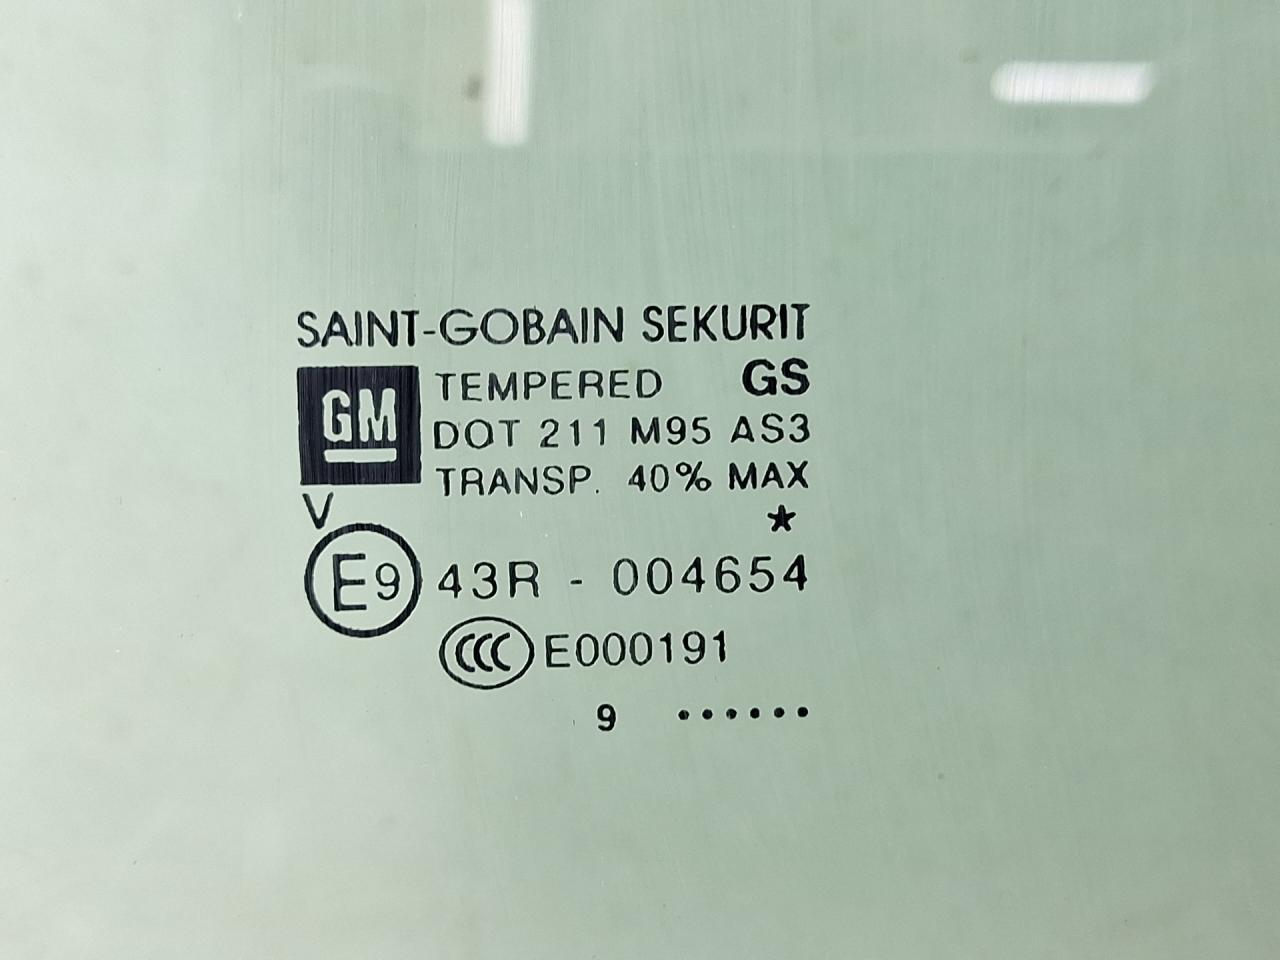 SAINT-GOBAIN SEKURIT
GM
TEMPERED GS
DOT 211 M95 AS3
TRANSP. 40% MAX
V
E9 43R - 004654
CCC E000191
9 ......